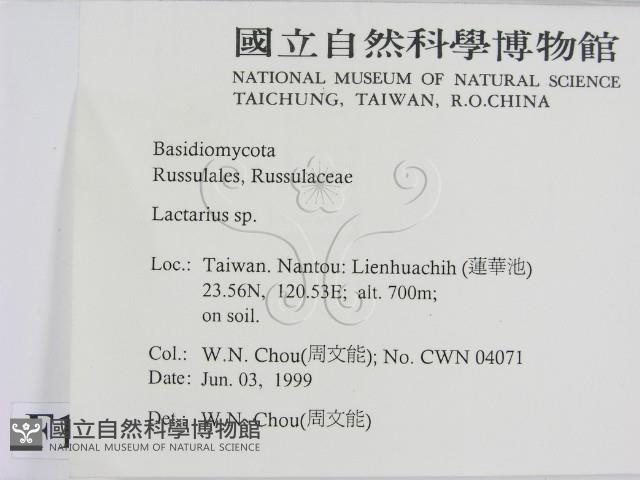 國立自然科學博物館
NATIONAL MUSEUM OF NATURAL SCIENCE
TAICHUNG, TAIWAN, R.O.CHINA
Basidiomycota
Russulales, Russulaceae
Lactarius sp.
Loc.: Taiwan. Nantou: Lienhuachih (蓮華池)
23.56N, 120.53E; alt. 700m;
on soil.
Col.: W.N. Chou(周文能); No. CWN 04071
Date: Jun. 03, 1999
Det.: W.N. Chou(周文能)
國立自然科學博物館
NATIONAL MUSEUM OF NATURAL SCIENCE